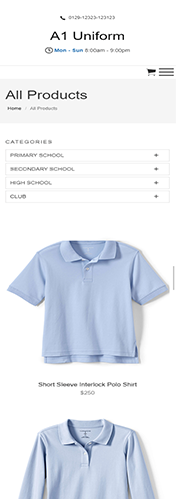 0129-12323-123123
A1 Uniform
Mon - Sun 8:00am - 9:00pm
All Products
Home / All Products
CATEGORIES
PRIMARY SCHOOL +
SECONDARY SCHOOL +
HIGH SCHOOL +
CLUB +
Short Sleeve Interlock Polo Shirt
$250